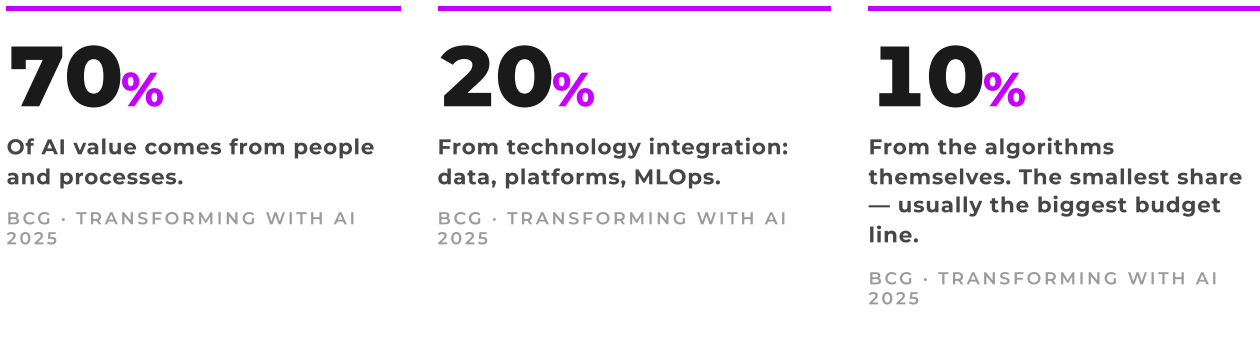 70%
Of AI value comes from people
and processes.
BCG · TRANSFORMING WITH AI
2025
20%
From technology integration:
data, platforms, MLOps.
BCG · TRANSFORMING WITH AI
2025
10%
From the algorithms
themselves. The smallest share
— usually the biggest budget
line.
BCG · TRANSFORMING WITH AI
2025